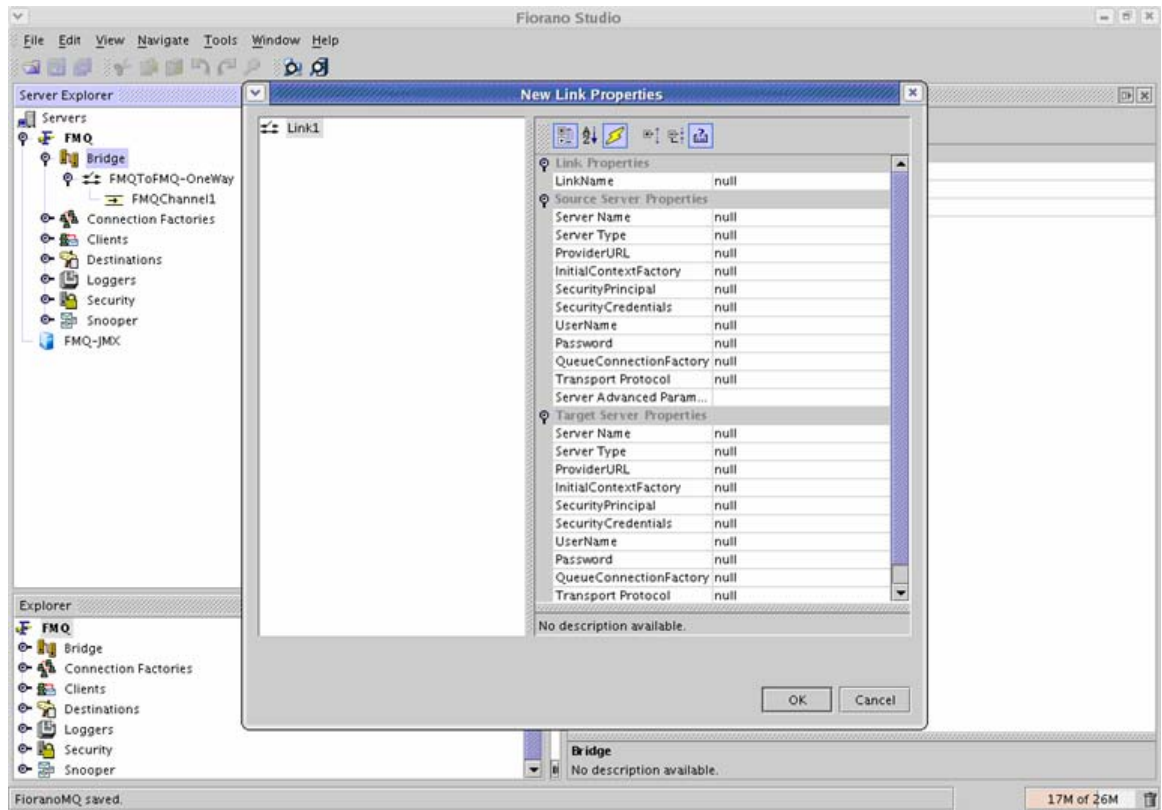 Fiorano Studio
File Edit View Navigate Tools Window Help
Server Explorer
Servers
FMQ
Bridge
FMQToFMQ-OneWay
FMQChannel1
Connection Factories
Clients
Destinations
Loggers
Security
Snooper
FMQ-JMX
New Link Properties
Link1
Link Properties
LinkName null
Source Server Properties
Server Name null
Server Type null
ProviderURL null
InitialContextFactory null
SecurityPrincipal null
SecurityCredentials null
UserName null
Password null
QueueConnectionFactory null
Transport Protocol null
Server Advanced Param...
Target Server Properties
Server Name null
Server Type null
ProviderURL null
InitialContextFactory null
SecurityPrincipal null
SecurityCredentials null
UserName null
Password null
QueueConnectionFactory null
Transport Protocol null
No description available.
OK Cancel
Explorer
FMQ
Bridge
Connection Factories
Clients
Destinations
Loggers
Security
Snooper
Bridge
No description available.
FioranoMQ saved.
17M of 26M